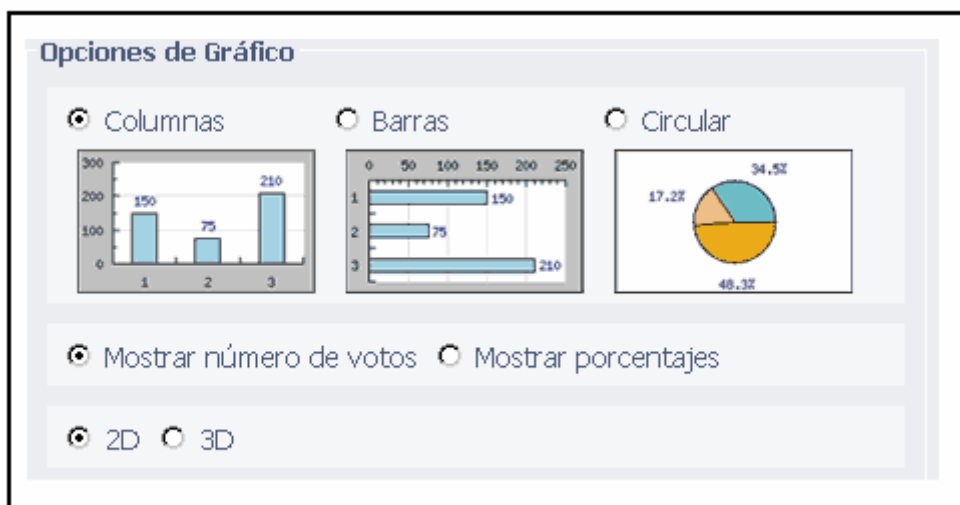 Opciones de Gráfico
Columnas Barras Circular
300
200
100
0
150
75
210
1 2 3
0 50 100 150 200 250
1 150
2 75
3 210
34.5%
17.2%
48.3%
Mostrar número de votos Mostrar porcentajes
2D 3D